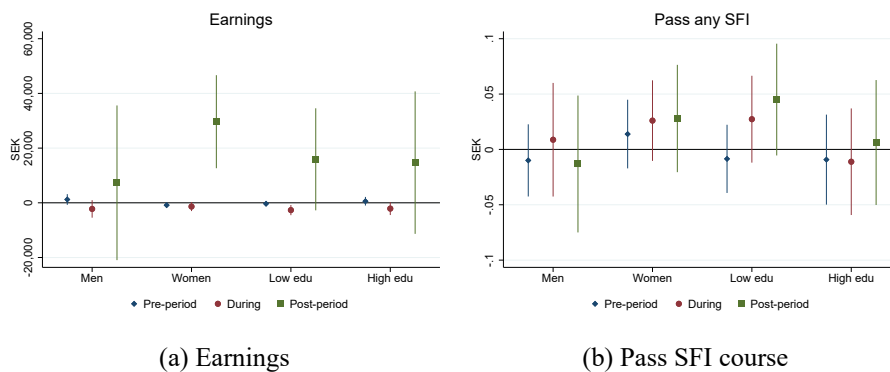 Earnings
60,000
40,000
20,000
0
-20,000
SEK
Men Women Low edu High edu
Pre-period During Post-period
(a) Earnings
Pass any SFI
.1
.05
0
-.05
-.1
SEK
Men Women Low edu High edu
Pre-period During Post-period
(b) Pass SFI course